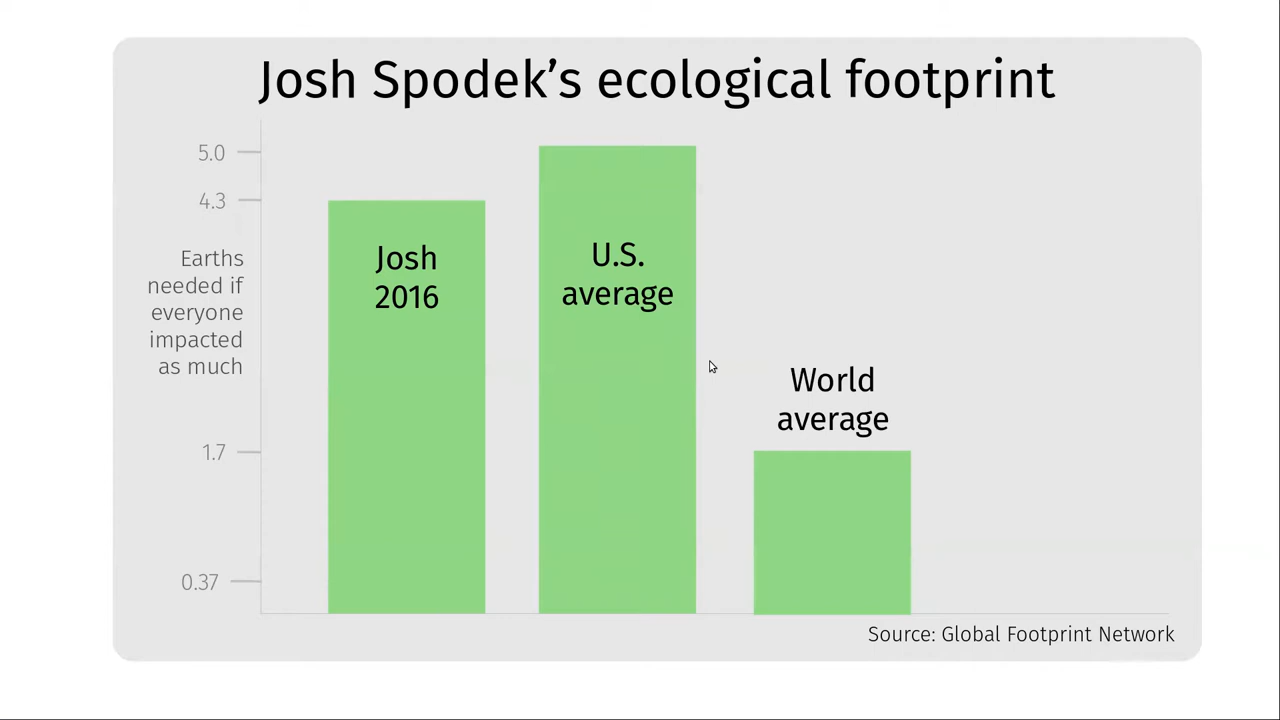 Josh Spodek’s ecological footprint
5.0
4.3
Earths
needed if
everyone
impacted
as much
1.7
0.37
Josh
2016
U.S.
average
World
average
Source: Global Footprint Network